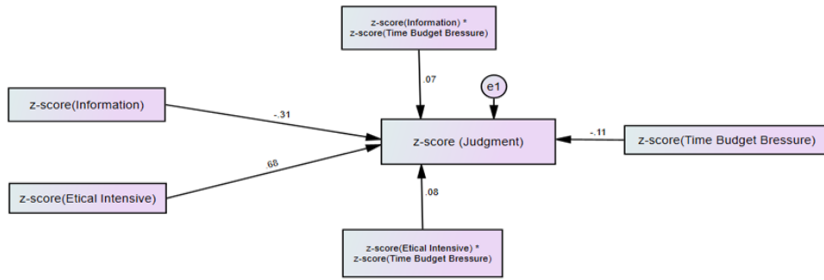 z-score(Information) *
z-score(Time Budget Bressure)
.07
e1
z-score(Information)
-.31
z-score (Judgment)
-.11
z-score(Time Budget Bressure)
68
z-score(Etical Intensive)
.08
z-score(Etical Intensive) *
z-score(Time Budget Bressure)